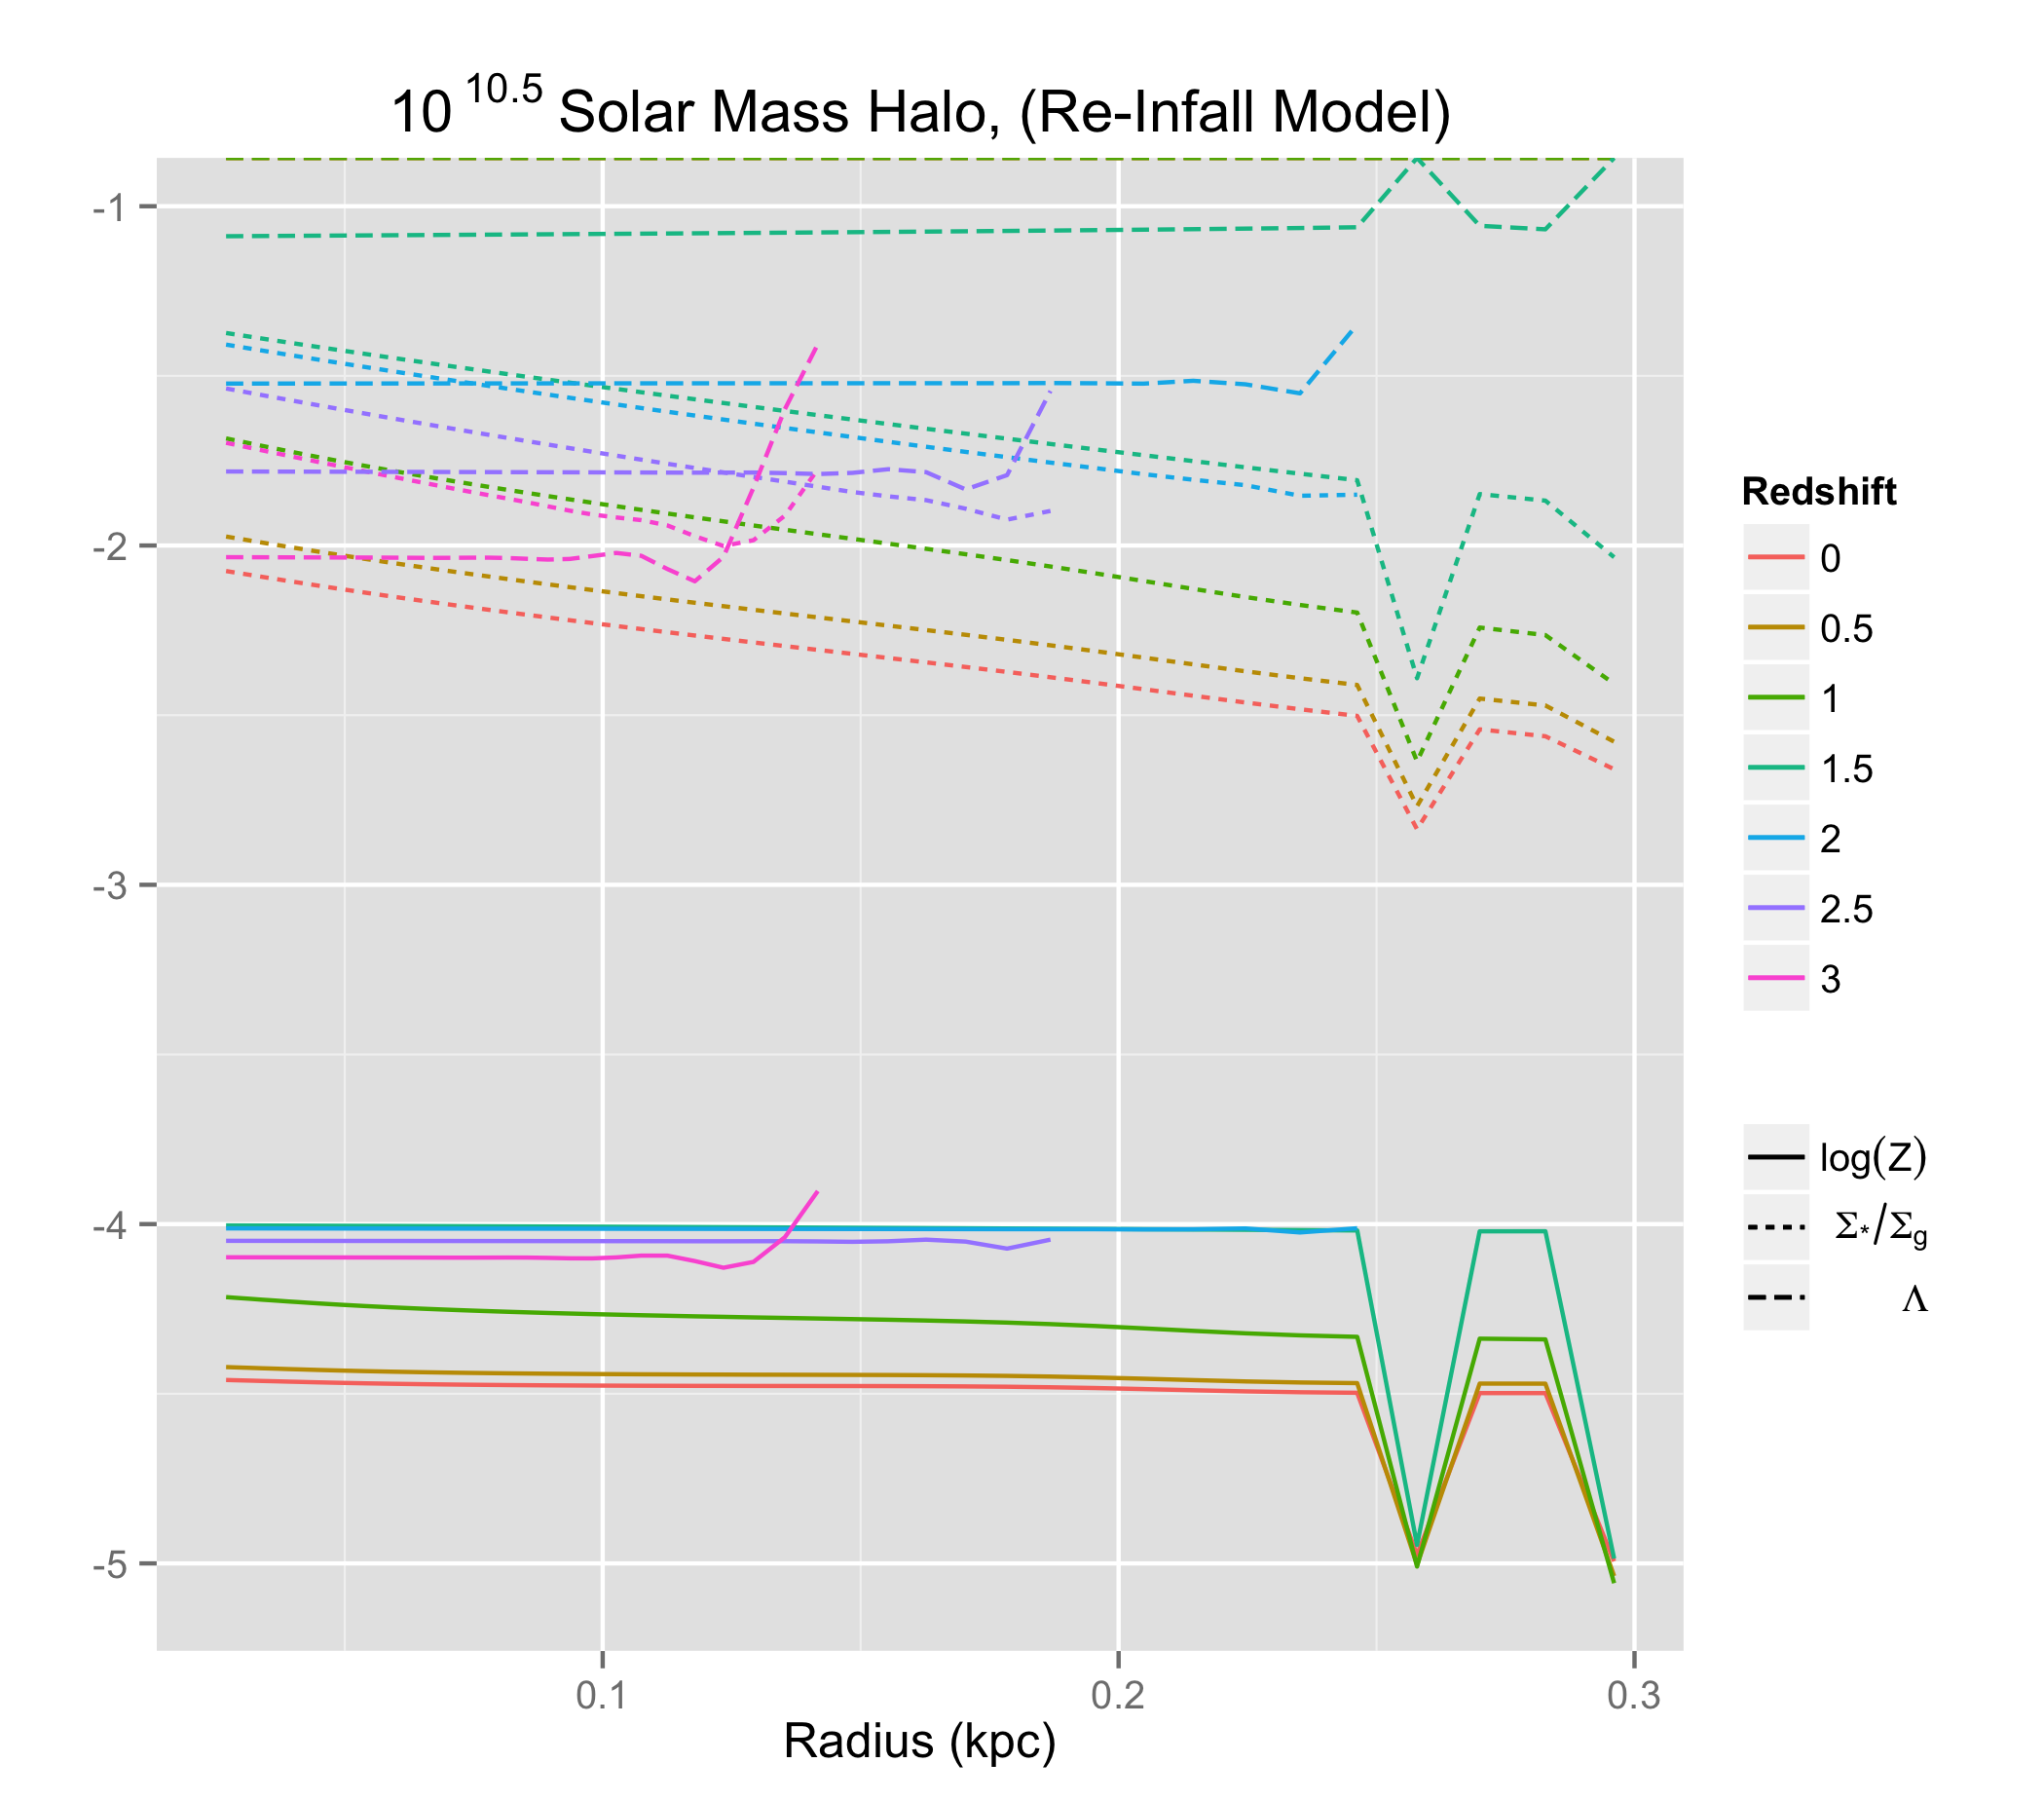 10^10.5 Solar Mass Halo, (Re-Infall Model)
-1
-2
-3
-4
-5
0.1 0.2 0.3
Radius (kpc)
Redshift
0
0.5
1
1.5
2
2.5
3
log(Z)
Σ*/Σg
Λ